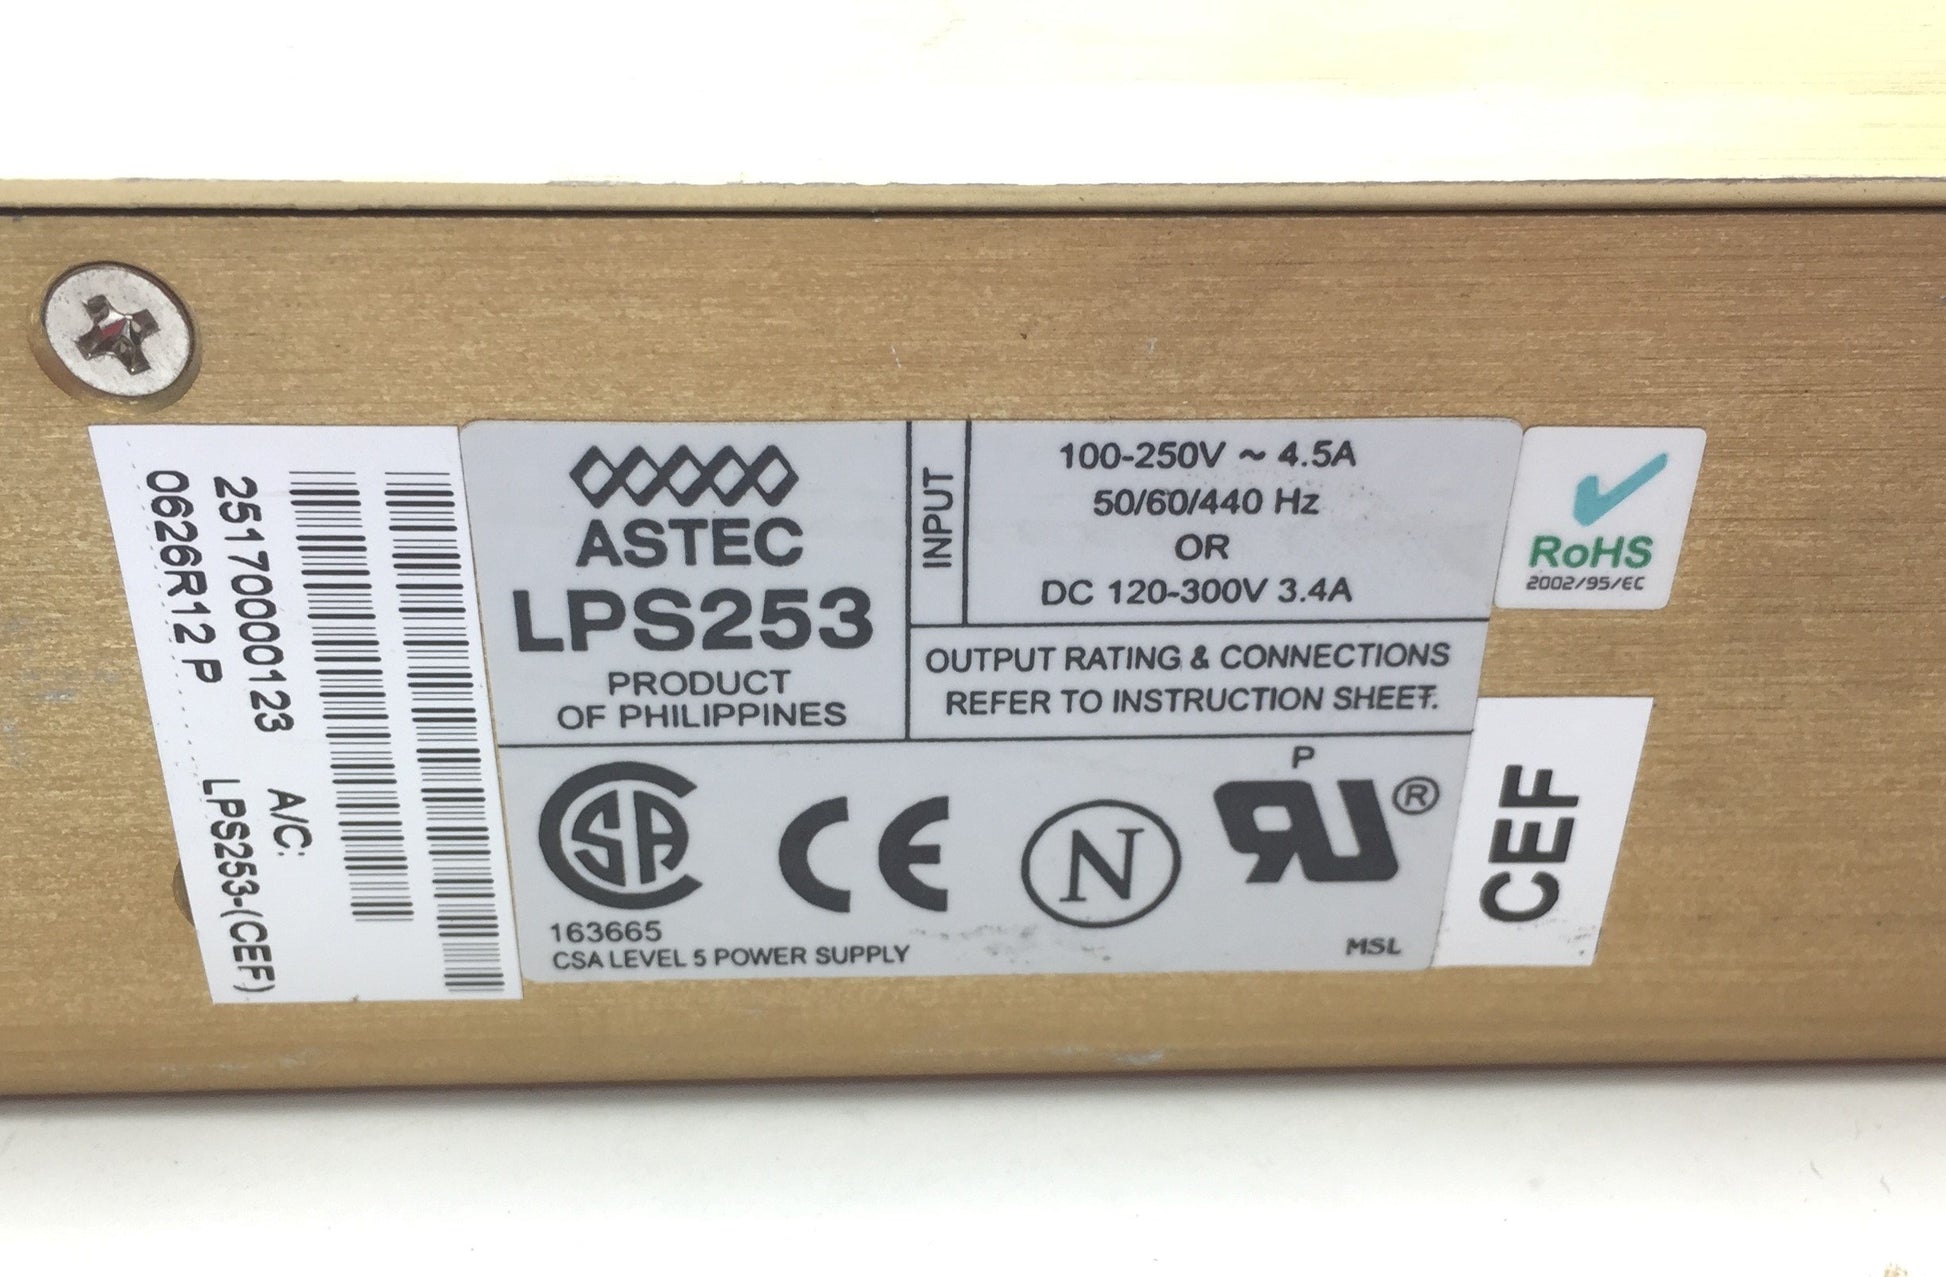 25170000123 A/C:
0626R12 P LPS253-(CEF)
ASTEC
LPS253
PRODUCT
OF PHILIPPINES
INPUT
100-250V ~ 4.5A
50/60/440 Hz
OR
DC 120-300V 3.4A
OUTPUT RATING & CONNECTIONS
REFER TO INSTRUCTION SHEET.
SA
163665
CSA LEVEL 5 POWER SUPPLY
CE
N
P
RU®
MSL
RoHS
2002/95/EC
CEF